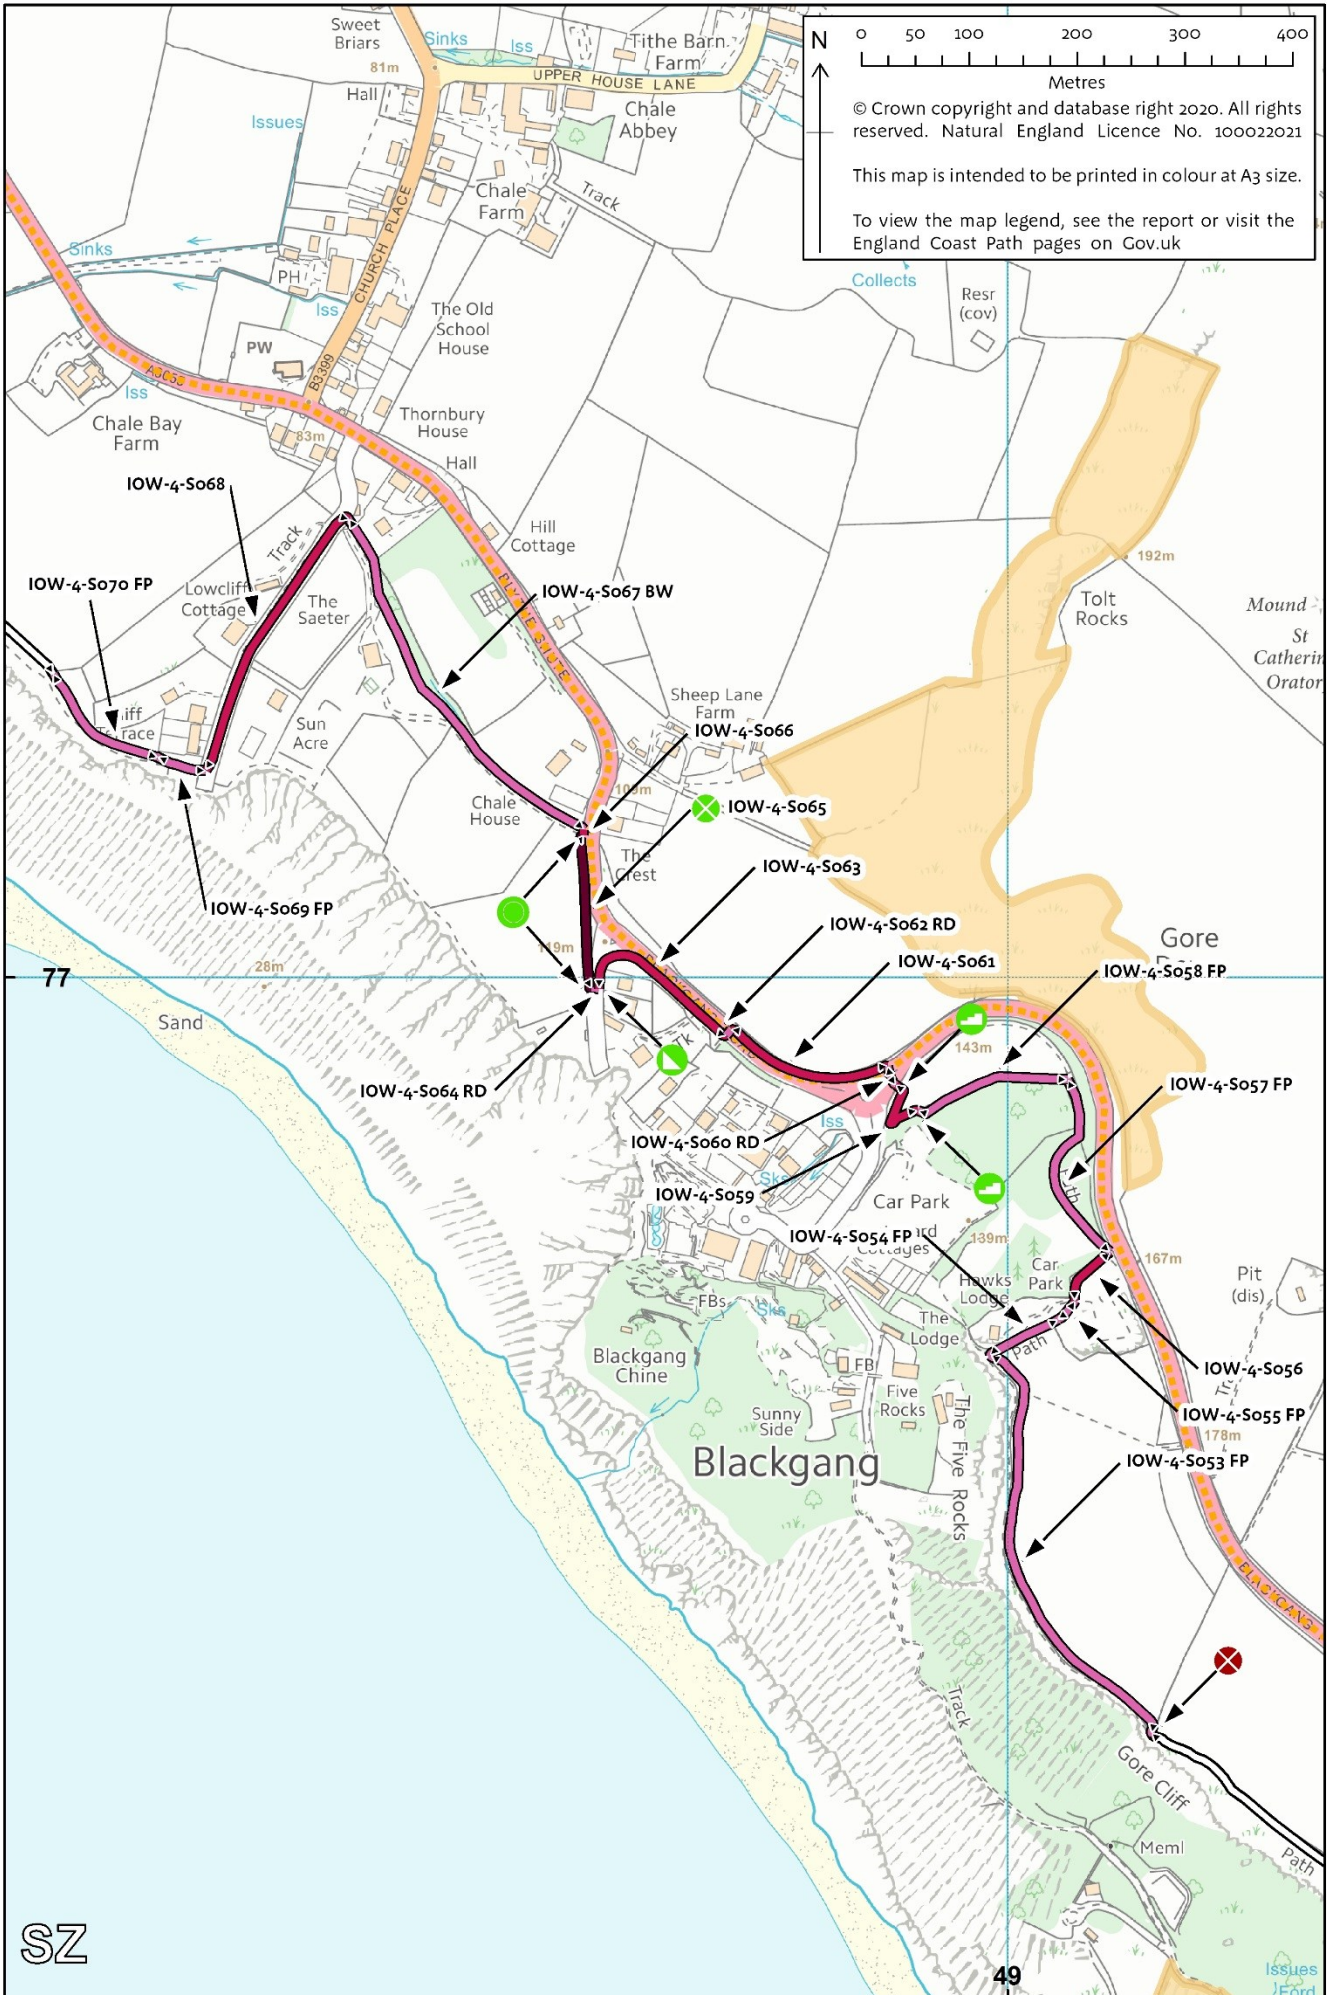 N
0 50 100 200 300 400
Metres
© Crown copyright and database right 2020. All rights
reserved. Natural England Licence No. 100022021
This map is intended to be printed in colour at A3 size.
To view the map legend, see the report or visit the
England Coast Path pages on Gov.uk
Sweet
Briars
Sinks
Iss
Tithe Barn
Farm
81m
UPPER HOUSE LANE
Hall
Chale
Abbey
Issues
Chale
Farm
Track
CHURCH PLACE
Sinks
PH
Iss
The Old
School
House
Collects
Resr
(cov)
PW
B3399
A3055
Iss
Chale Bay
Farm
83m
Thornbury
House
Hall
IOW-4-S068
Hill
Cottage
Track
192m
IOW-4-S070 FP
Lowcliff
Cottage
The
Saeter
IOW-4-S067 BW
Tolt
Rocks
Mound
St
Sheep Lane
Farm
Sun
Acre
IOW-4-S066
109m
Chale
House
IOW-4-S065
The
Crest
IOW-4-S063
IOW-4-S069 FP
IOW-4-S062 RD
119m
Gore
77
28m
IOW-4-S061
IOW-4-S058 FP
Sand
Tk
143m
IOW-4-S057 FP
IOW-4-S064 RD
Iss
IOW-4-S060 RD
Sks
IOW-4-S059
Car Park
IOW-4-S054 FP
139m
Hawks
Lodge
Car
Park
167m
Pit
(dis)
FBs
Sks
The
Lodge
Path
Blackgang
Chine
FB
IOW-4-S056
Five
Rocks
IOW-4-S055 FP
Sunny
Side
178m
The Five Rocks
Blackgang
IOW-4-S053 FP
BLACKGANG
Track
Gore Cliff
Meml
Path
SZ
49
Issues